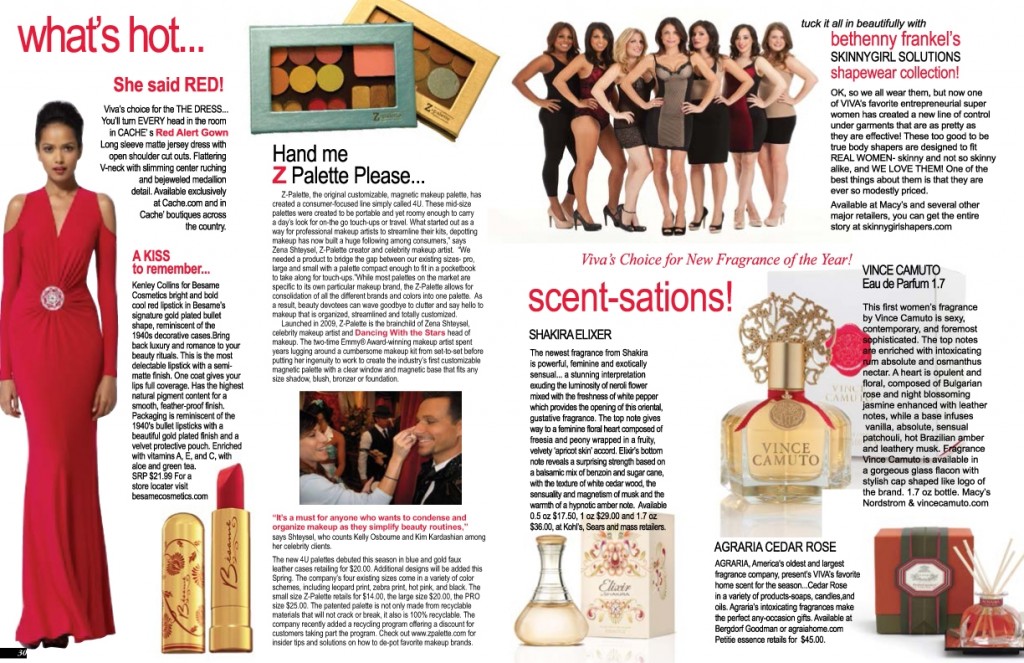 what's hot...
She said RED!
Viva's choice for the THE DRESS...
You'll turn EVERY head in the room
in CACHE' s Red Alert Gown
Long sleeve matte jersey dress with
open shoulder cut outs. Flattering
V-neck with slimming center ruching
and bejeweled medallion
detail. Available exclusively
at Cache.com and in
Cache' boutiques across
the country.
A KISS
to remember...
Kenley Collins for Besame
Cosmetics bright and bold
cool red lipstick in Besame's
signature gold plated bullet
shape, reminiscent of the
1940s decorative cases.Bring
back luxury and romance to your
beauty rituals. This is the most
delectable lipstick with a semi-
matte finish. One coat gives your
lips full coverage. Has the highest
natural pigment content for a
smooth, feather-proof finish.
Packaging is reminiscent of the
1940's bullet lipsticks with a
beautiful gold plated finish and a
velvet protective pouch. Enriched
with vitamins A, E, and C, with
aloe and green tea.
SRP $21.99 For a
store locater visit
besamecosmetics.com
Besame
Besame
30
Hand me
Z Palette Please...
Z-Palette, the original customizable, magnetic makeup palette, has
created a consumer-focused line simply called 4U. These mid-size
palettes were created to be portable and yet roomy enough to carry
a day's look for on-the go touch-ups or travel. What started out as a
way for professional makeup artists to streamline their kits, depotting
makeup has now built a huge following among consumers," says
Zena Shteysel, Z-Palette creator and celebrity makeup artist. "We
needed a product to bridge the gap between our existing sizes- pro,
large and small with a palette compact enough to fit in a pocketbook
to take along for touch-ups."While most palettes on the market are
specific to its own particular makeup brand, the Z-Palette allows for
consolidation of all the different brands and colors into one palette. As
a result, beauty devotees can wave goodbye to clutter and say hello to
makeup that is organized, streamlined and totally customized.
Launched in 2009, Z-Palette is the brainchild of Zena Shteysel,
celebrity makeup artist and Dancing With the Stars head of
makeup. The two-time Emmy® Award-winning makeup artist spent
years lugging around a cumbersome makeup kit from set-to-set before
putting her ingenuity to work to create the industry's first customizable
magnetic palette with a clear window and magnetic base that fits any
size shadow, blush, bronzer or foundation.
"It's a must for anyone who wants to condense and
organize makeup as they simplify beauty routines,"
says Shteysel, who counts Kelly Osbourne and Kim Kardashian among
her celebrity clients.
The new 4U palettes debuted this season in blue and gold faux
leather cases retailing for $20.00. Additional designs will be added this
Spring. The company's four existing sizes come in a variety of color
schemes, including leopard print, zebra print, hot pink, and black. The
small size Z-Palette retails for $14.00, the large size $20.00, the PRO
size $25.00. The patented palette is not only made from recyclable
materials that will not crack or break, it also is 100% recyclable. The
company recently added a recycling program offering a discount for
customers taking part the program. Check out www.zpalette.com for
insider tips and solutions on how to de-pot favorite makeup brands.
tuck it all in beautifully with
bethenny frankel's
SKINNYGIRL SOLUTIONS
shapewear collection!
OK, so we all wear them, but now one
of VIVA's favorite entrepreneurial super
women has created a new line of control
under garments that are as pretty as
they are effective! These too good to be
true body shapers are designed to fit
REAL WOMEN- skinny and not so skinny
alike, and WE LOVE THEM! One of the
best things about them is that they are
ever so modestly priced.
Available at Macy's and several other
major retailers, you can get the entire
story at skinnygirlshapers.com
Viva's Choice for New Fragrance of the Year!
scent-sations!
SHAKIRA ELIXER
The newest fragrance from Shakira
is powerful, feminine and exotically
sensual... a stunning interpretation
exuding the luminosity of neroli flower
mixed with the freshness of white pepper
which provides the opening of this oriental,
gustative fragrance. The top note gives
way to a feminine floral heart composed of
freesia and peony wrapped in a fruity,
velvety 'apricot skin' accord. Elixir's bottom
note reveals a surprising strength based on
a balsamic mix of benzoin and sugar cane,
with the texture of white cedar wood, the
sensuality and magnetism of musk and the
warmth of a hypnotic amber note. Available
0.5 oz $17.50, 1 oz $29.00 and 1.7 oz
$36.00, at Kohl's, Sears and mass retailers.
Elixir
VINCE CAMUTO
Eau de Parfum 1.7
This first women's fragrance
by Vince Camuto is sexy,
contemporary, and foremost
sophisticated. The top notes
are enriched with intoxicating
rum absolute and osmanthus
nectar. A heart is opulent and
floral, composed of Bulgarian
rose and night blossoming
jasmine enhanced with leather
notes, while a base infuses
vanilla, absolute, sensual
patchouli, hot Brazilian amber
and leathery musk. Fragrance
Vince Camuto is available in
a gorgeous glass flacon with
stylish cap shaped like logo of
the brand. 1.7 oz bottle. Macy's
Nordstrom & vincecamuto.com
VINCE
CAMUTO
AGRARIA CEDAR ROSE
AGRARIA, America's oldest and largest
fragrance company, present's VIVA's favorite
home scent for the season...Cedar Rose
in a variety of products-soaps, candles,and
oils. Agraria's intoxicating fragrances make
the perfect any-occasion gifts. Available at
Bergdorf Goodman or agraiahome.com
Petitie essence retails for $45.00.